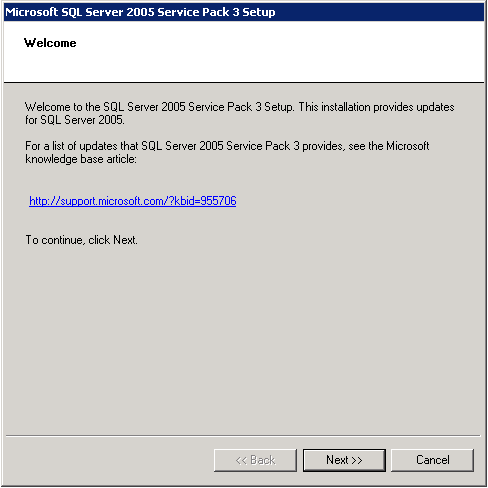 Microsoft SQL Server 2005 Service Pack 3 Setup
Welcome
Welcome to the SQL Server 2005 Service Pack 3 Setup. This installation provides updates
for SQL Server 2005.
For a list of updates that SQL Server 2005 Service Pack 3 provides, see the Microsoft
knowledge base article:
http://support.microsoft.com/?kbid=955706
To continue, click Next.
<< Back
Next >>
Cancel